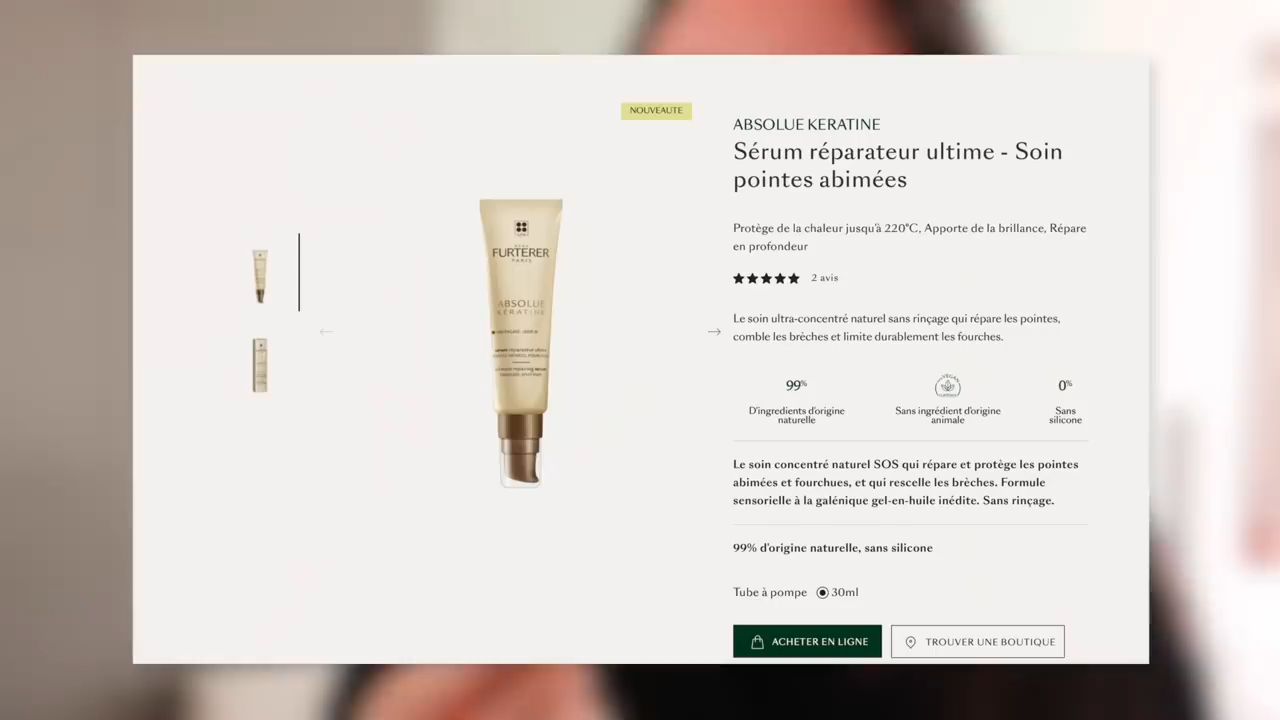 NOUVEAUTE
ABSOLUE KERATINE
Sérum réparateur ultime - Soin
pointes abimées
Protège de la chaleur jusqu'à 220°C, Apporte de la brillance, Répare
en profondeur
2 avis
Le soin ultra-concentré naturel sans rinçage qui répare les pointes,
comble les brèches et limite durablement les fourches.
99%
D'ingredients d'origine
naturelle
VEGAN
Sans ingrédient d'origine
animale
0%
Sans
silicone
Le soin concentré naturel SOS qui répare et protège les pointes
abimées et fourchues, et qui rescelle les brèches. Formule
sensorielle à la galénique gel-en-huile inédite. Sans rinçage.
99% d'origine naturelle, sans silicone
Tube à pompe 30ml
ACHETER EN LIGNE
TROUVER UNE BOUTIQUE
FURTERER
PARIS
ABSOLUE
KÉRATINE